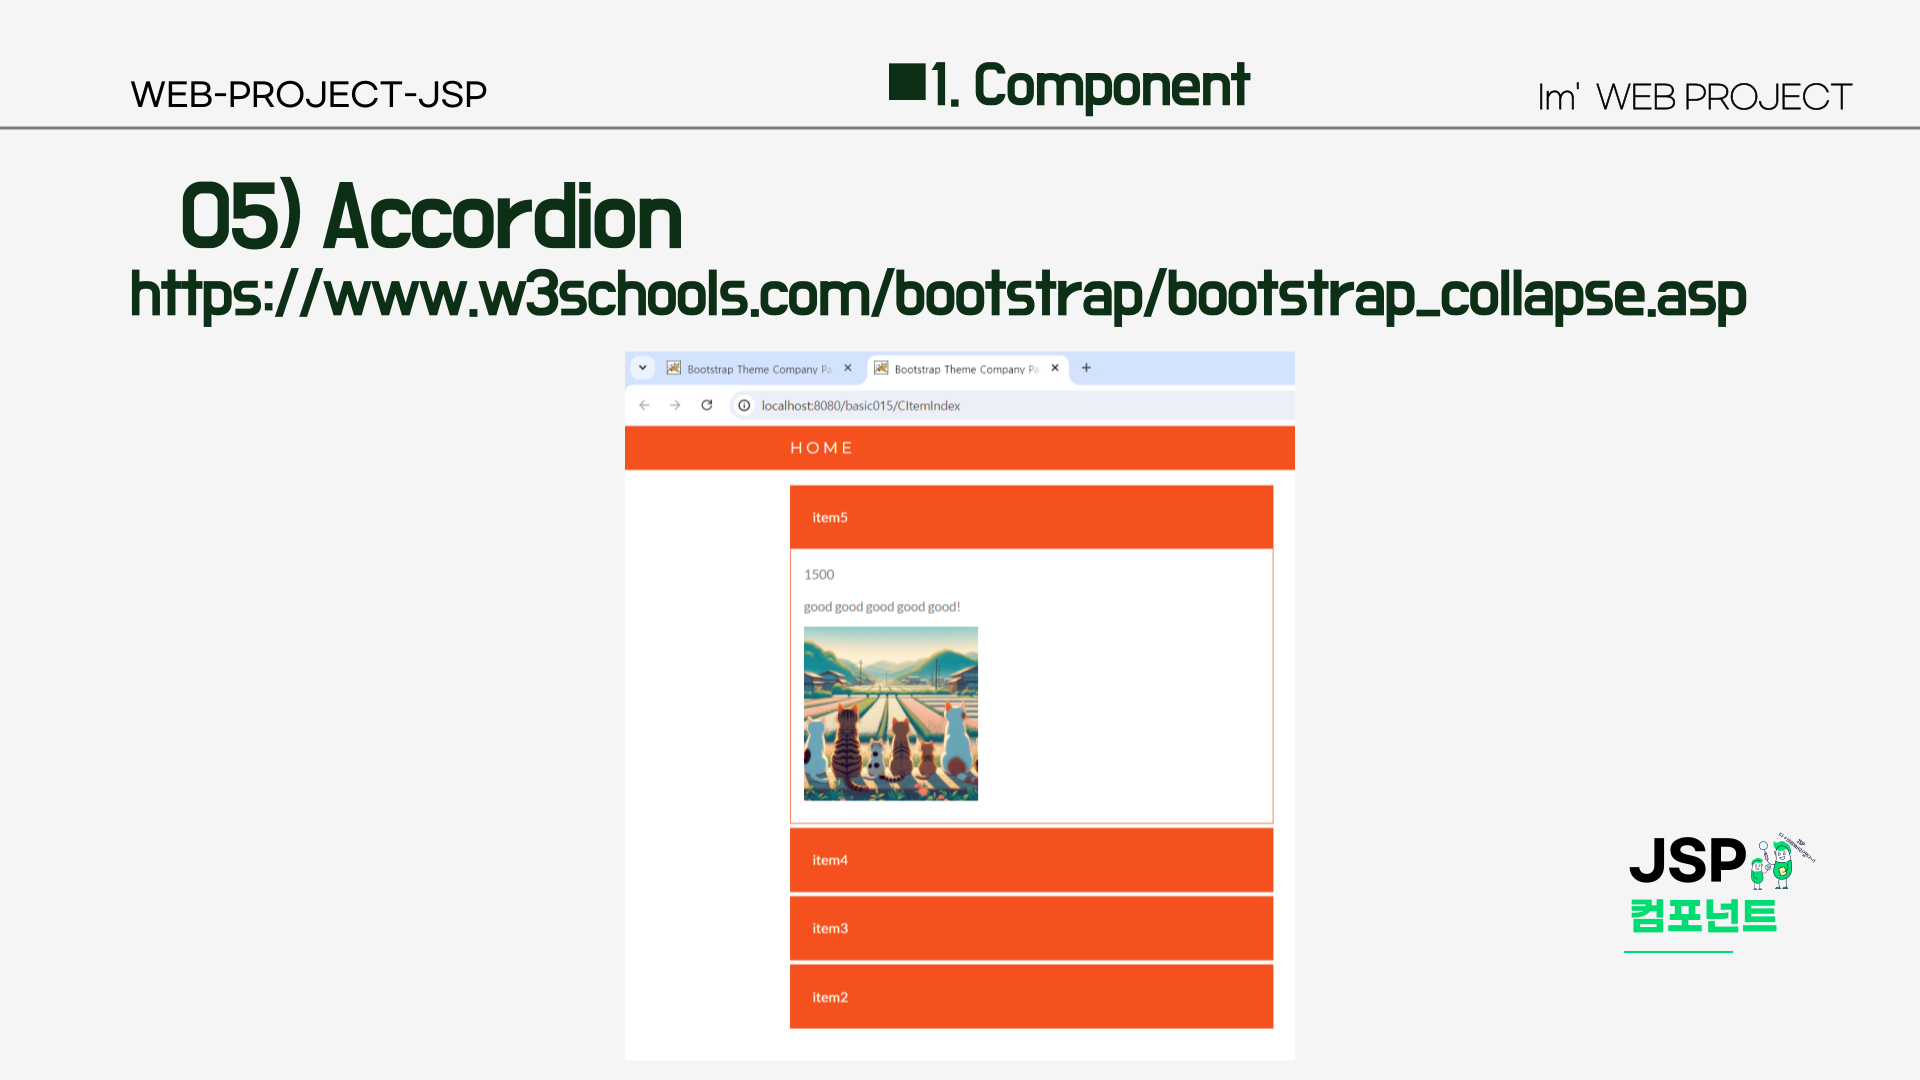 WEB-PROJECT-JSP
■1. Component
Im' WEB PROJECT
05) Accordion
https://www.w3schools.com/bootstrap/bootstrap_collapse.asp
Bootstrap Theme Company Pa
Bootstrap Theme Company Pa
localhost:8080/basic015/CItemIndex
HOME
item5
1500
good good good good good!
item4
item3
item2
JSP
JSP
컴포넌트